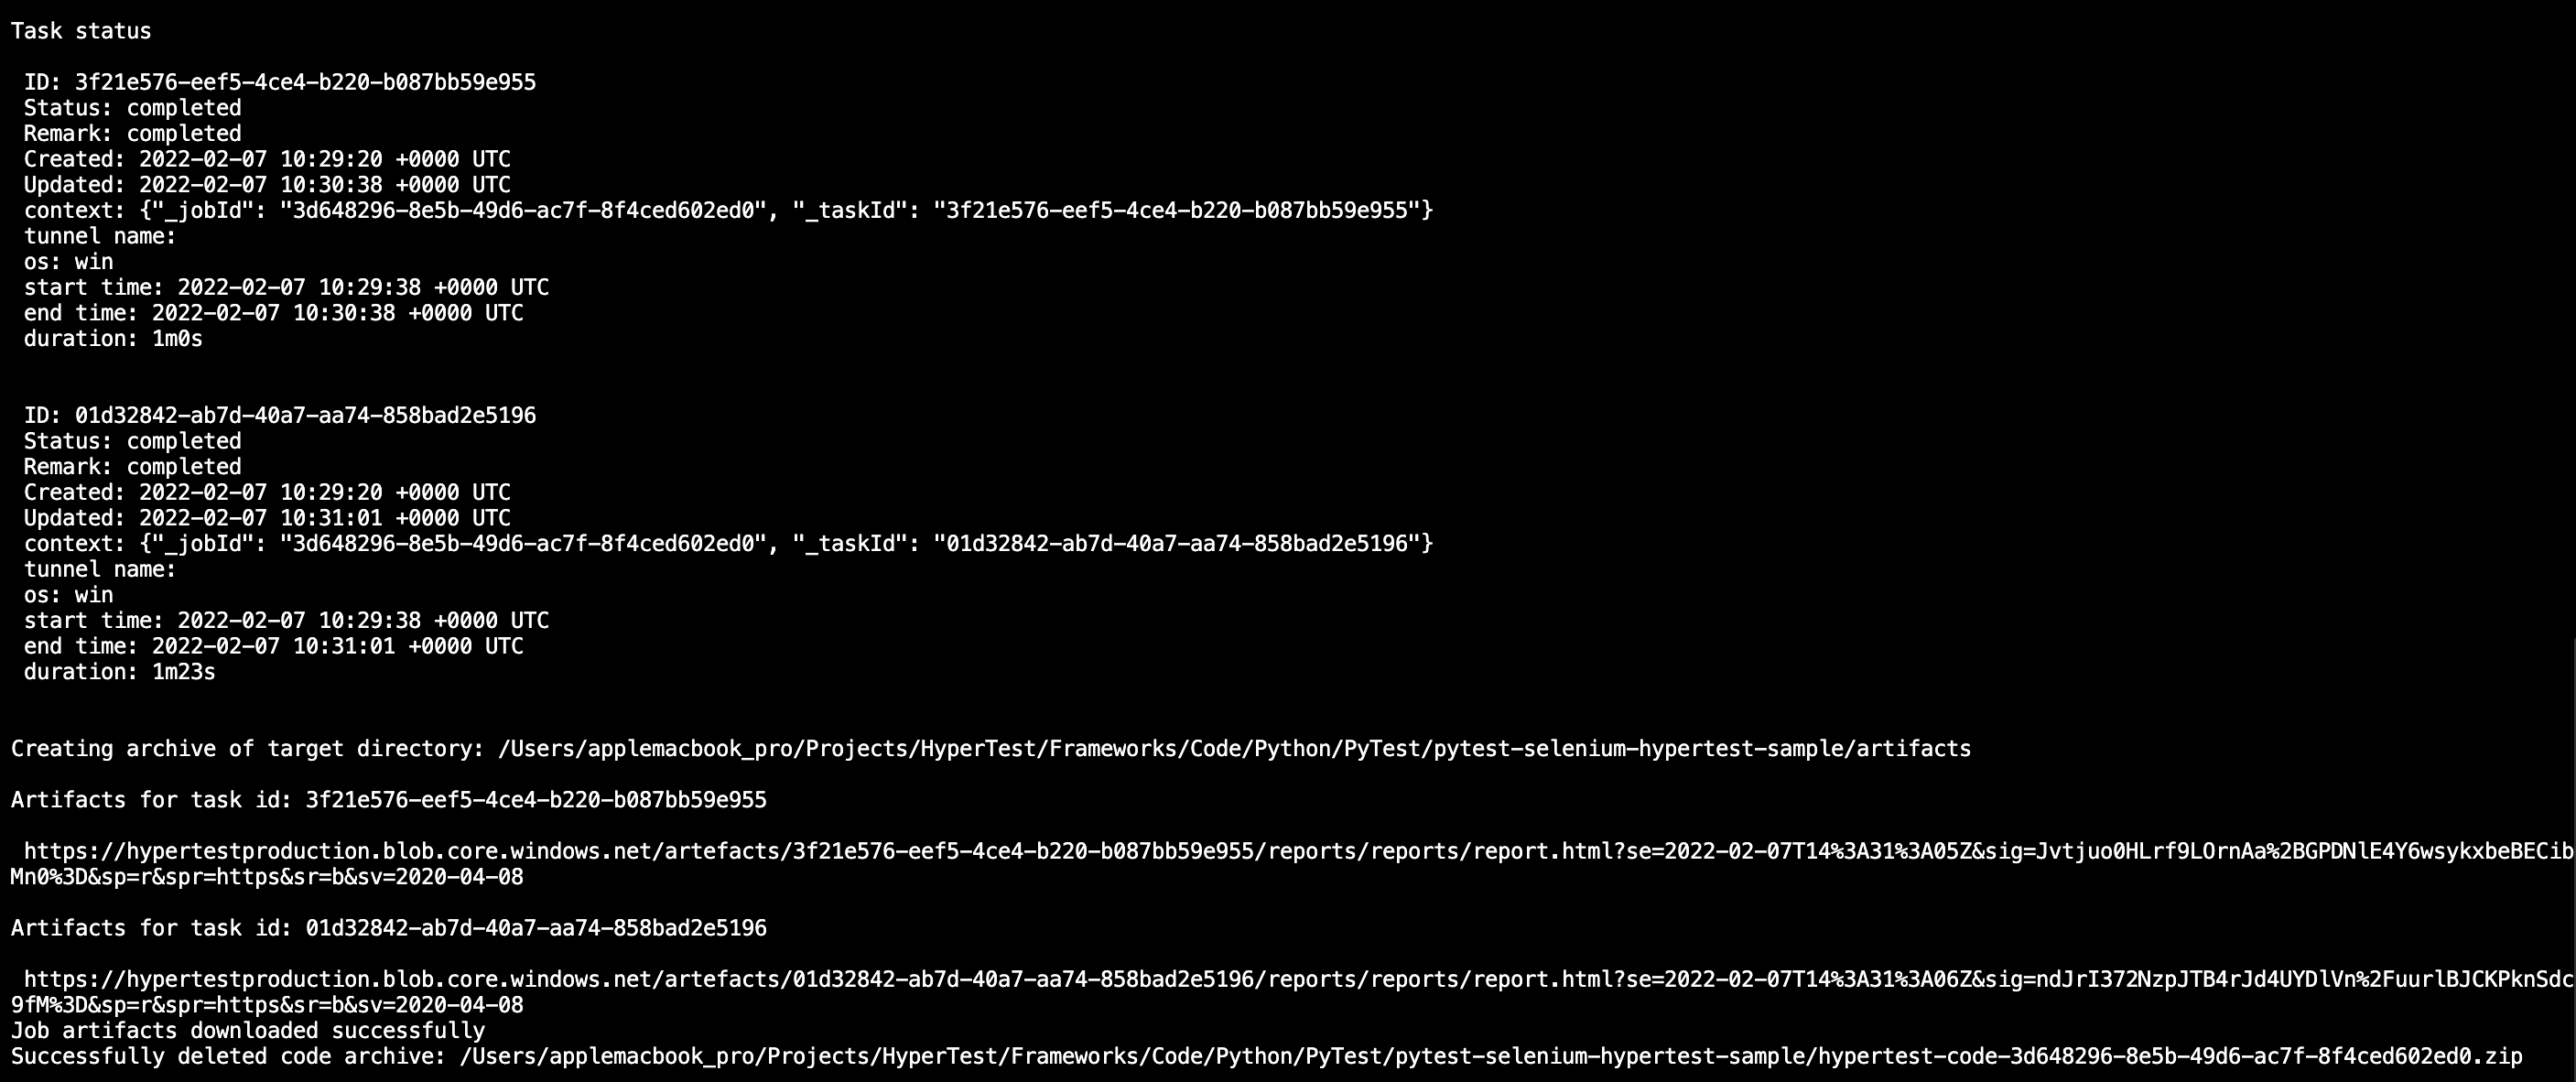 Task status
ID: 3f21e576-eef5-4ce4-b220-b087bb59e955
Status: completed
Remark: completed
Created: 2022-02-07 10:29:20 +0000 UTC
Updated: 2022-02-07 10:30:38 +0000 UTC
context: {"_jobId": "3d648296-8e5b-49d6-ac7f-8f4ced602ed0", "_taskId": "3f21e576-eef5-4ce4-b220-b087bb59e955"}
tunnel name:
os: win
start time: 2022-02-07 10:29:38 +0000 UTC
end time: 2022-02-07 10:30:38 +0000 UTC
duration: 1m0s
ID: 01d32842-ab7d-40a7-aa74-858bad2e5196
Status: completed
Remark: completed
Created: 2022-02-07 10:29:20 +0000 UTC
Updated: 2022-02-07 10:31:01 +0000 UTC
context: {"_jobId": "3d648296-8e5b-49d6-ac7f-8f4ced602ed0", "_taskId": "01d32842-ab7d-40a7-aa74-858bad2e5196"}
tunnel name:
os: win
start time: 2022-02-07 10:29:38 +0000 UTC
end time: 2022-02-07 10:31:01 +0000 UTC
duration: 1m23s
Creating archive of target directory: /Users/applemacbook_pro/Projects/HyperTest/Frameworks/Code/Python/PyTest/pytest-selenium-hypertest-sample/artifacts
Artifacts for task id: 3f21e576-eef5-4ce4-b220-b087bb59e955
https://hypertestproduction.blob.core.windows.net/artefacts/3f21e576-eef5-4ce4-b220-b087bb59e955/reports/reports/report.html?se=2022-02-07T14%3A31%3A05Z&sig=Jvtjuo0HLrf9LOrnAa%2BGPDNlE4Y6wsykxbeBECib
Mn0%3D&sp=r&spr=https&sr=b&sv=2020-04-08
Artifacts for task id: 01d32842-ab7d-40a7-aa74-858bad2e5196
https://hypertestproduction.blob.core.windows.net/artefacts/01d32842-ab7d-40a7-aa74-858bad2e5196/reports/reports/report.html?se=2022-02-07T14%3A31%3A06Z&sig=ndJrI372NzpJTB4rJd4UYDlVn%2FuurlBJCKPknSdc
9fM%3D&sp=r&spr=https&sr=b&sv=2020-04-08
Job artifacts downloaded successfully
Successfully deleted code archive: /Users/applemacbook_pro/Projects/HyperTest/Frameworks/Code/Python/PyTest/pytest-selenium-hypertest-sample/hypertest-code-3d648296-8e5b-49d6-ac7f-8f4ced602ed0.zip